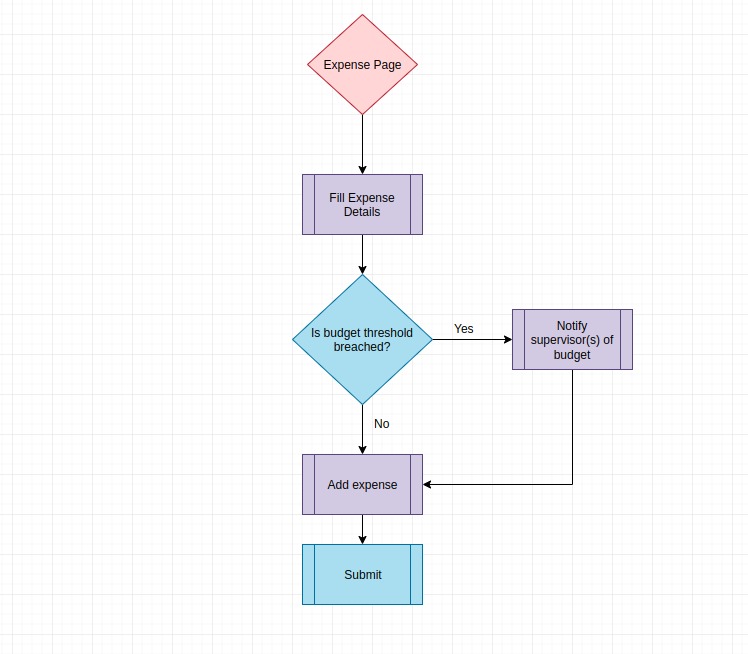 Expense Page
Fill Expense
Details
Is budget threshold
breached?
Yes
Notify
supervisor(s) of
budget
No
Add expense
Submit